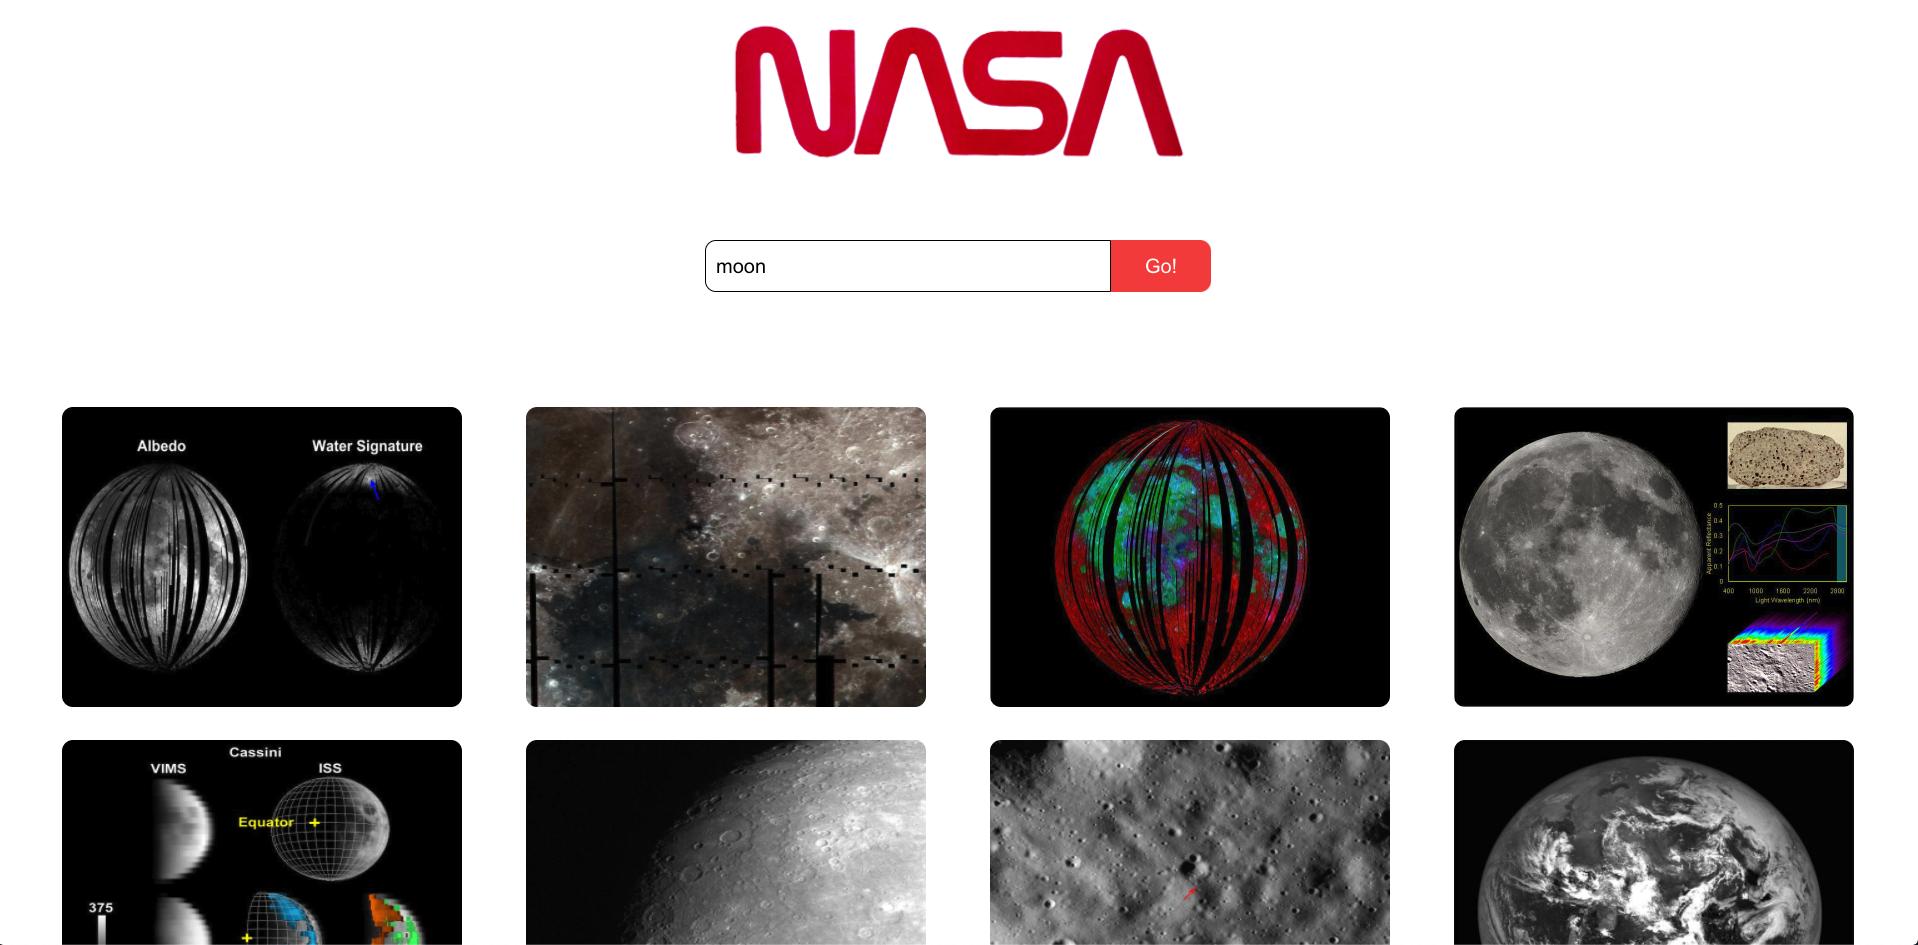 NASA
moon
Go!
Albedo
Water Signature
0.5
0.4
0.3
0.2
0.1
0
Apparent Reflectance
400 1000 1600 2200 2800
Light Wavelength (nm)
Cassini
VIMS
ISS
Equator
375